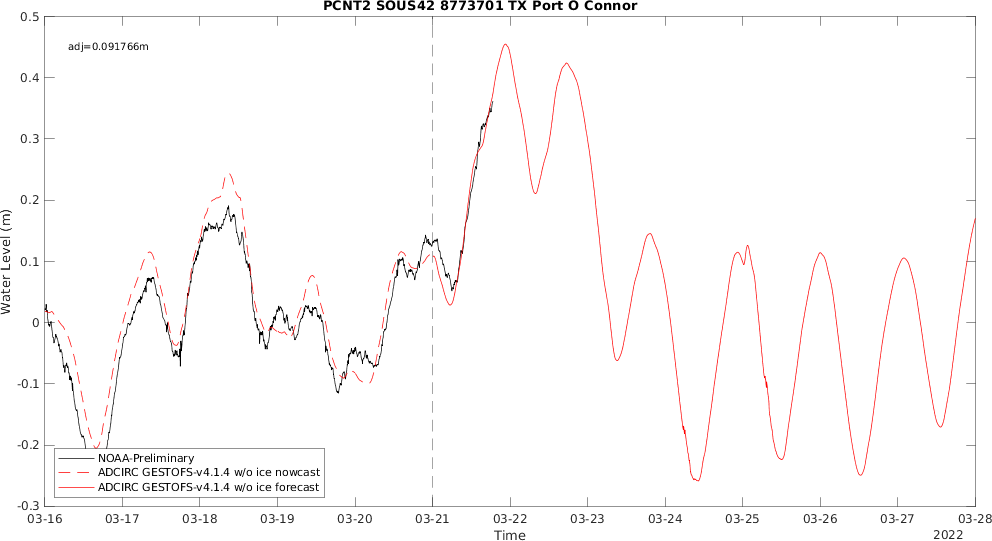 PCNT2 SOUS42 8773701 TX Port O Connor
adj=0.091766m
0.5
0.4
0.3
0.2
0.1
0
-0.1
-0.2
-0.3
Water Level (m)
NOAA-Preliminary
ADCIRC GESTOFS-v4.1.4 w/o ice nowcast
ADCIRC GESTOFS-v4.1.4 w/o ice forecast
03-16 03-17 03-18 03-19 03-20 03-21 03-22 03-23 03-24 03-25 03-26 03-27 03-28
Time
2022